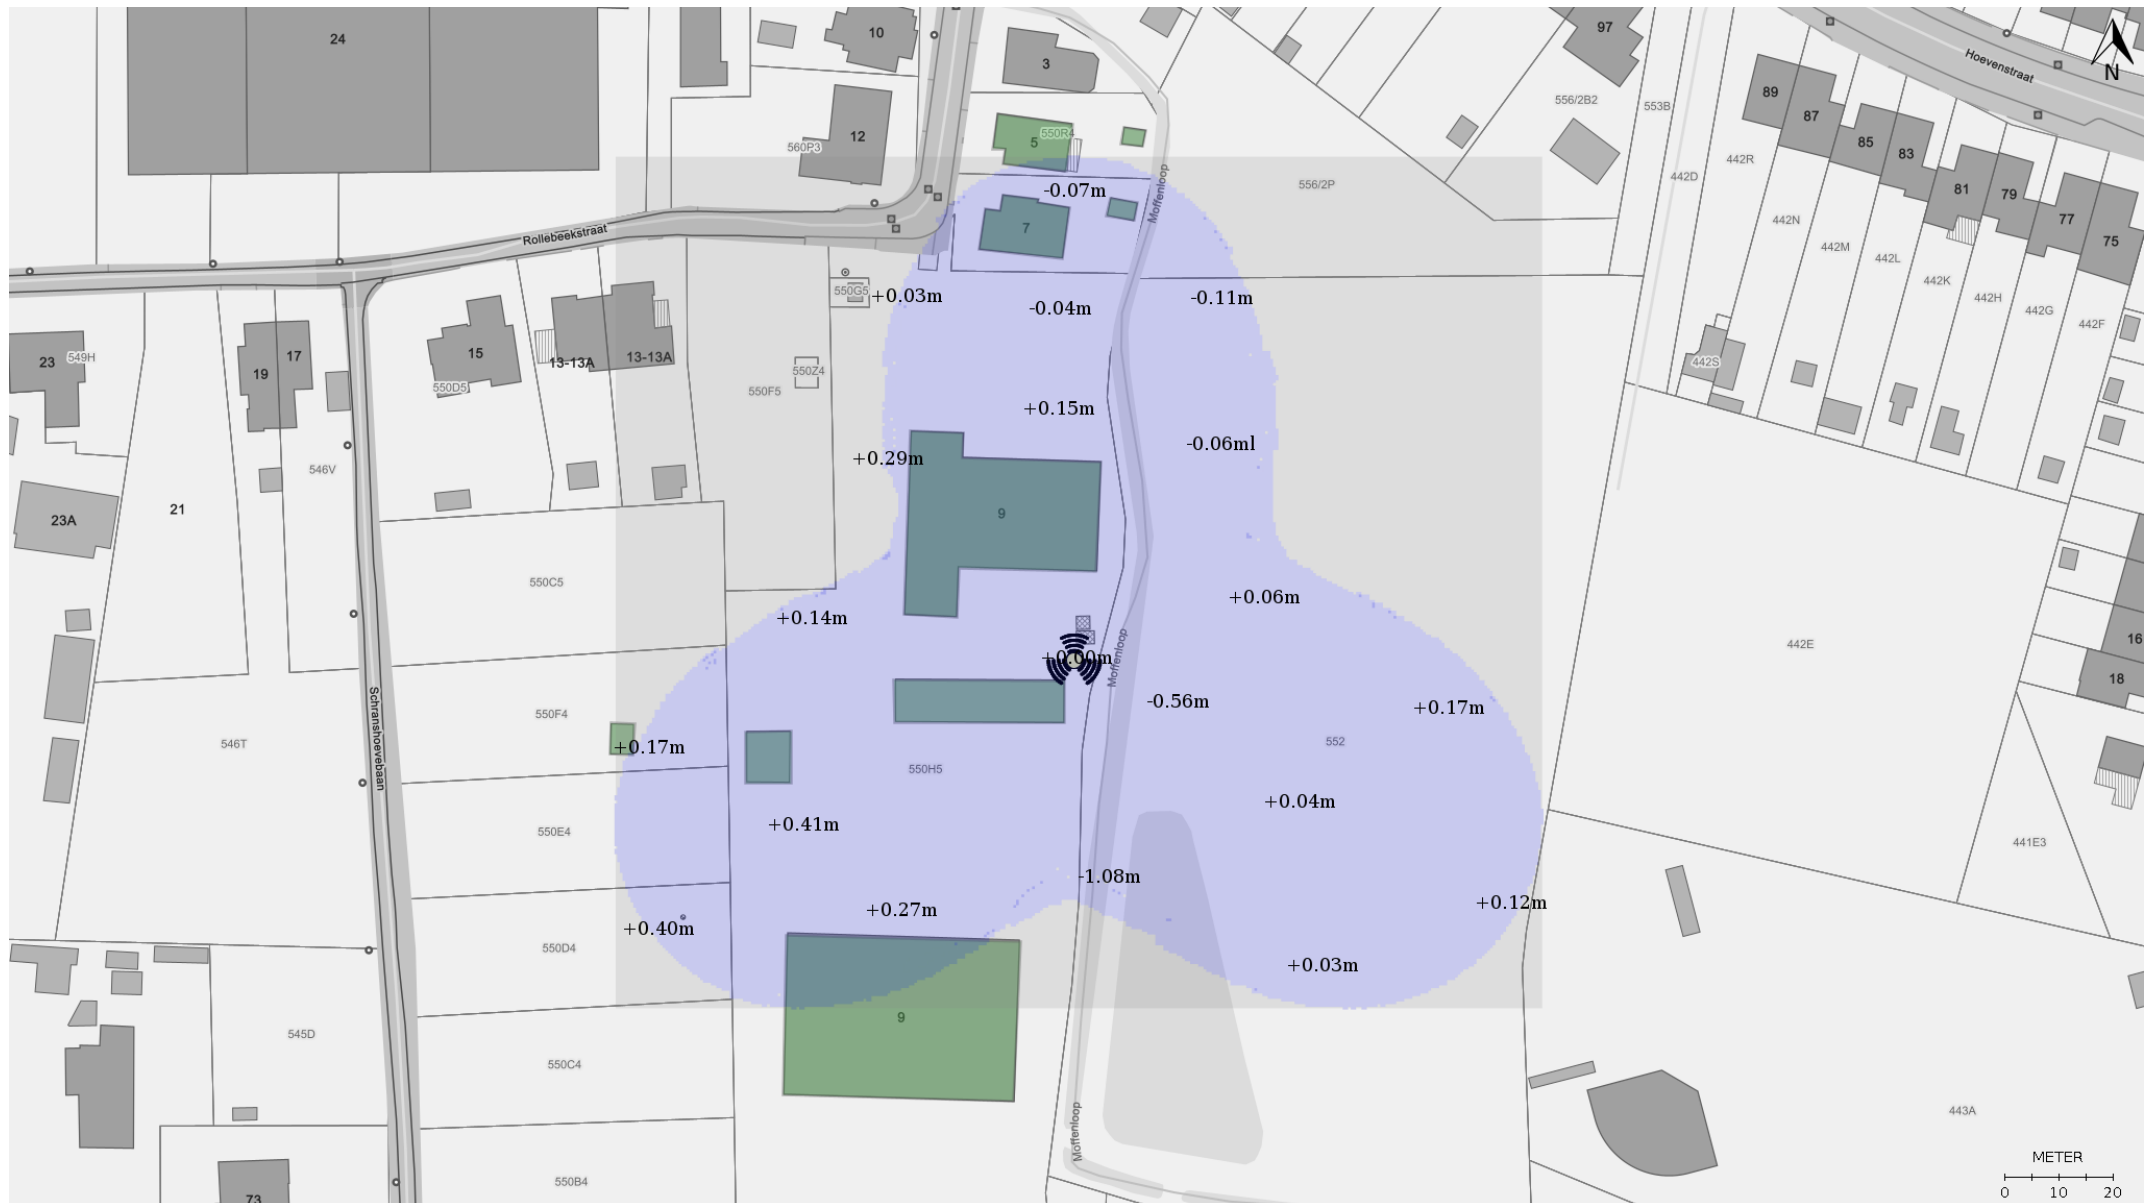 24
10
3
97
Hoevenstraat
N
12
560P3
5
550R4
556/2B2
553B
89
87
85
83
81
79
77
75
442R
442D
-0.07m
556/2P
Moffenloop
7
442N
442M
442L
442K
442H
442G
442F
Rollebeekstraat
550G5
+0.03m
-0.04m
-0.11m
23
549H
19
17
15
550D5
13-13A
13-13A
550Z4
550F5
442S
+0.15m
-0.06ml
+0.29m
546V
23A
21
9
550C5
+0.06m
+0.14m
442E
16
+0.00m
Moffenloop
18
-0.56m
+0.17m
550F4
Schranshoevebaan
546T
+0.17m
550H5
552
+0.04m
+0.41m
550E4
441E3
-1.08m
+0.27m
+0.12m
+0.40m
550D4
+0.03m
9
545D
550C4
443A
Moffenloop
METER
0 10 20
550B4
73